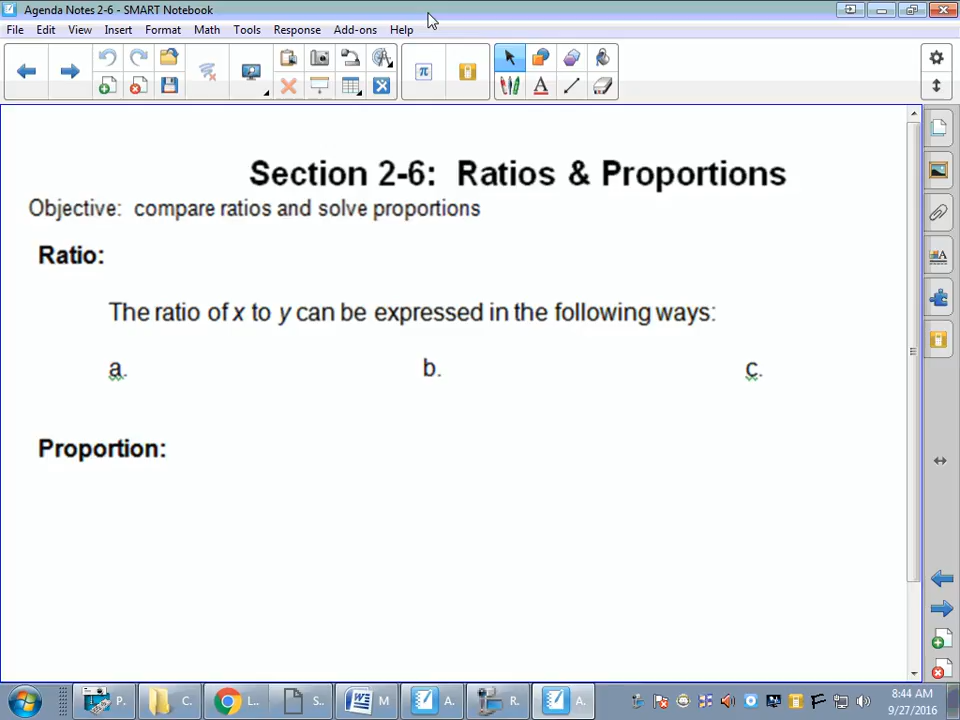 Agenda Notes 2-6 - SMART Notebook
File Edit View Insert Format Math Tools Response Add-ons Help
π
A
A
Section 2-6: Ratios & Proportions
Objective: compare ratios and solve proportions
Ratio:
The ratio of x to y can be expressed in the following ways:
a. b. c.
Proportion:
P. C. L.. S.. M A. R. A.
8:44 AM
9/27/2016